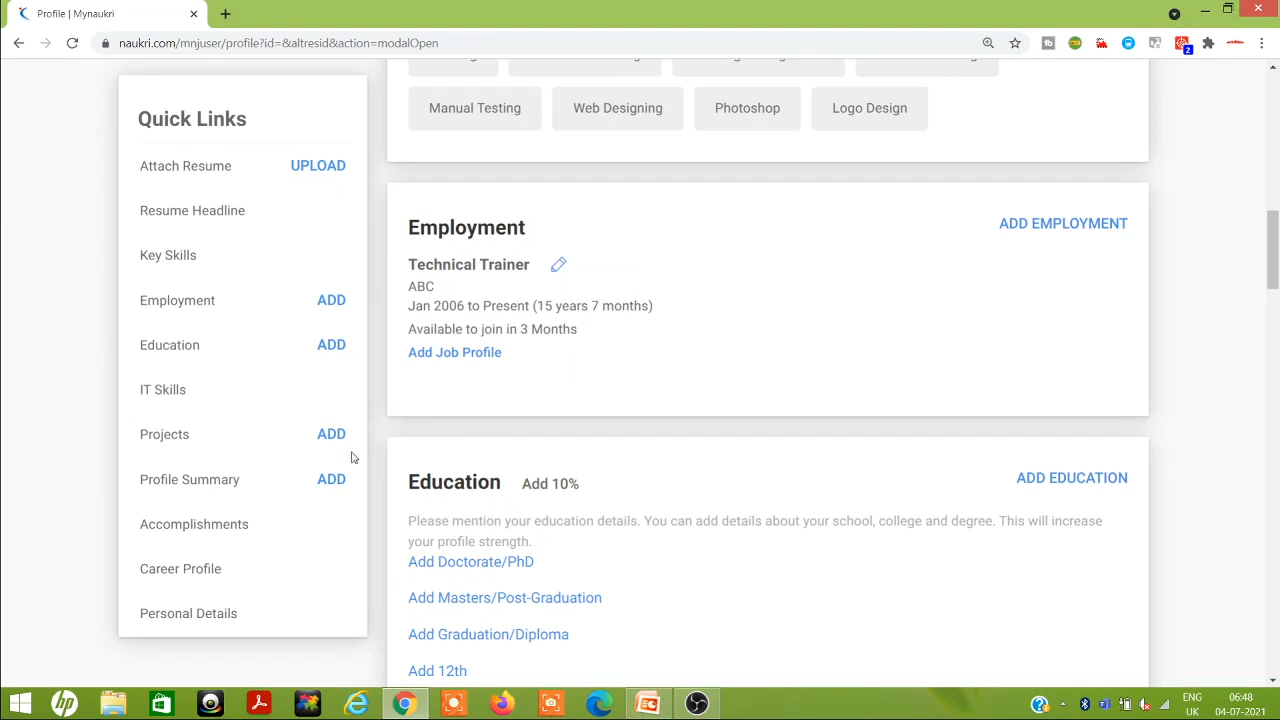 Profile | Mynaukri
naukri.com/mnjuser/profile?id=&altresid&action=modalOpen
2
Quick Links
Attach Resume UPLOAD
Resume Headline
Key Skills
Employment ADD
Education ADD
IT Skills
Projects ADD
Profile Summary ADD
Accomplishments
Career Profile
Personal Details
Manual Testing Web Designing Photoshop Logo Design
Employment ADD EMPLOYMENT
Technical Trainer
ABC
Jan 2006 to Present (15 years 7 months)
Available to join in 3 Months
Add Job Profile
Education Add 10% ADD EDUCATION
Please mention your education details. You can add details about your school, college and degree. This will increase
your profile strength.
Add Doctorate/PhD
Add Masters/Post-Graduation
Add Graduation/Diploma
Add 12th
ENG 06:48
UK 04-07-2021